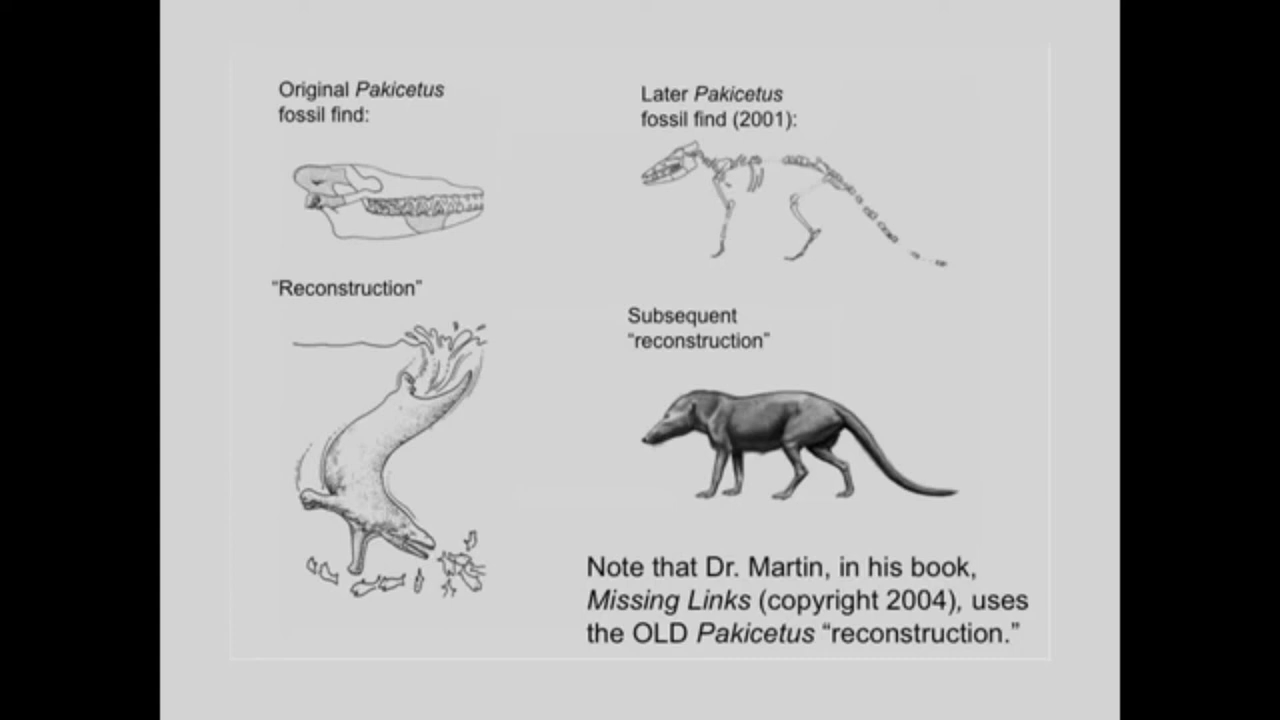 Original Pakicetus
fossil find:
"Reconstruction"
Later Pakicetus
fossil find (2001):
Subsequent
"reconstruction"
Note that Dr. Martin, in his book,
Missing Links (copyright 2004), uses
the OLD Pakicetus “reconstruction.”